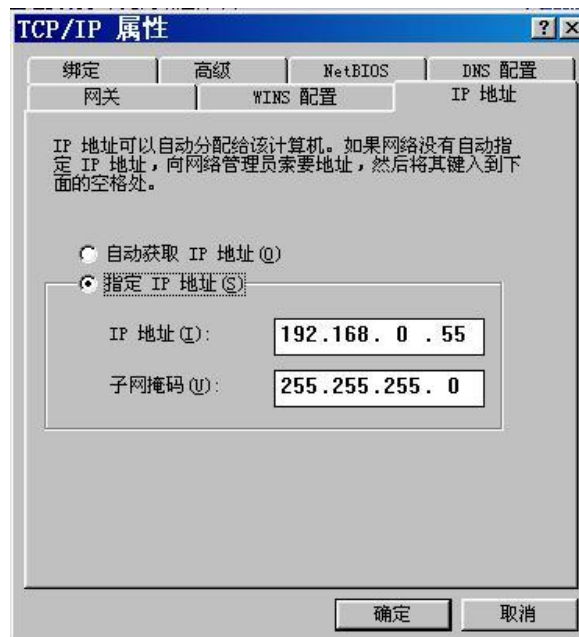 TCP/IP 属性
绑定 高级 NetBIOS DNS 配置
网关 WINS 配置 IP 地址
IP 地址可以自动分配给该计算机。如果网络没有自动指
定 IP 地址，向网络管理员索要地址，然后将其键入到下
面的空格处。
自动获取 IP 地址(O)
指定 IP 地址(S)
IP 地址(I): 192.168. 0 .55
子网掩码(U): 255.255.255. 0
确定 取消